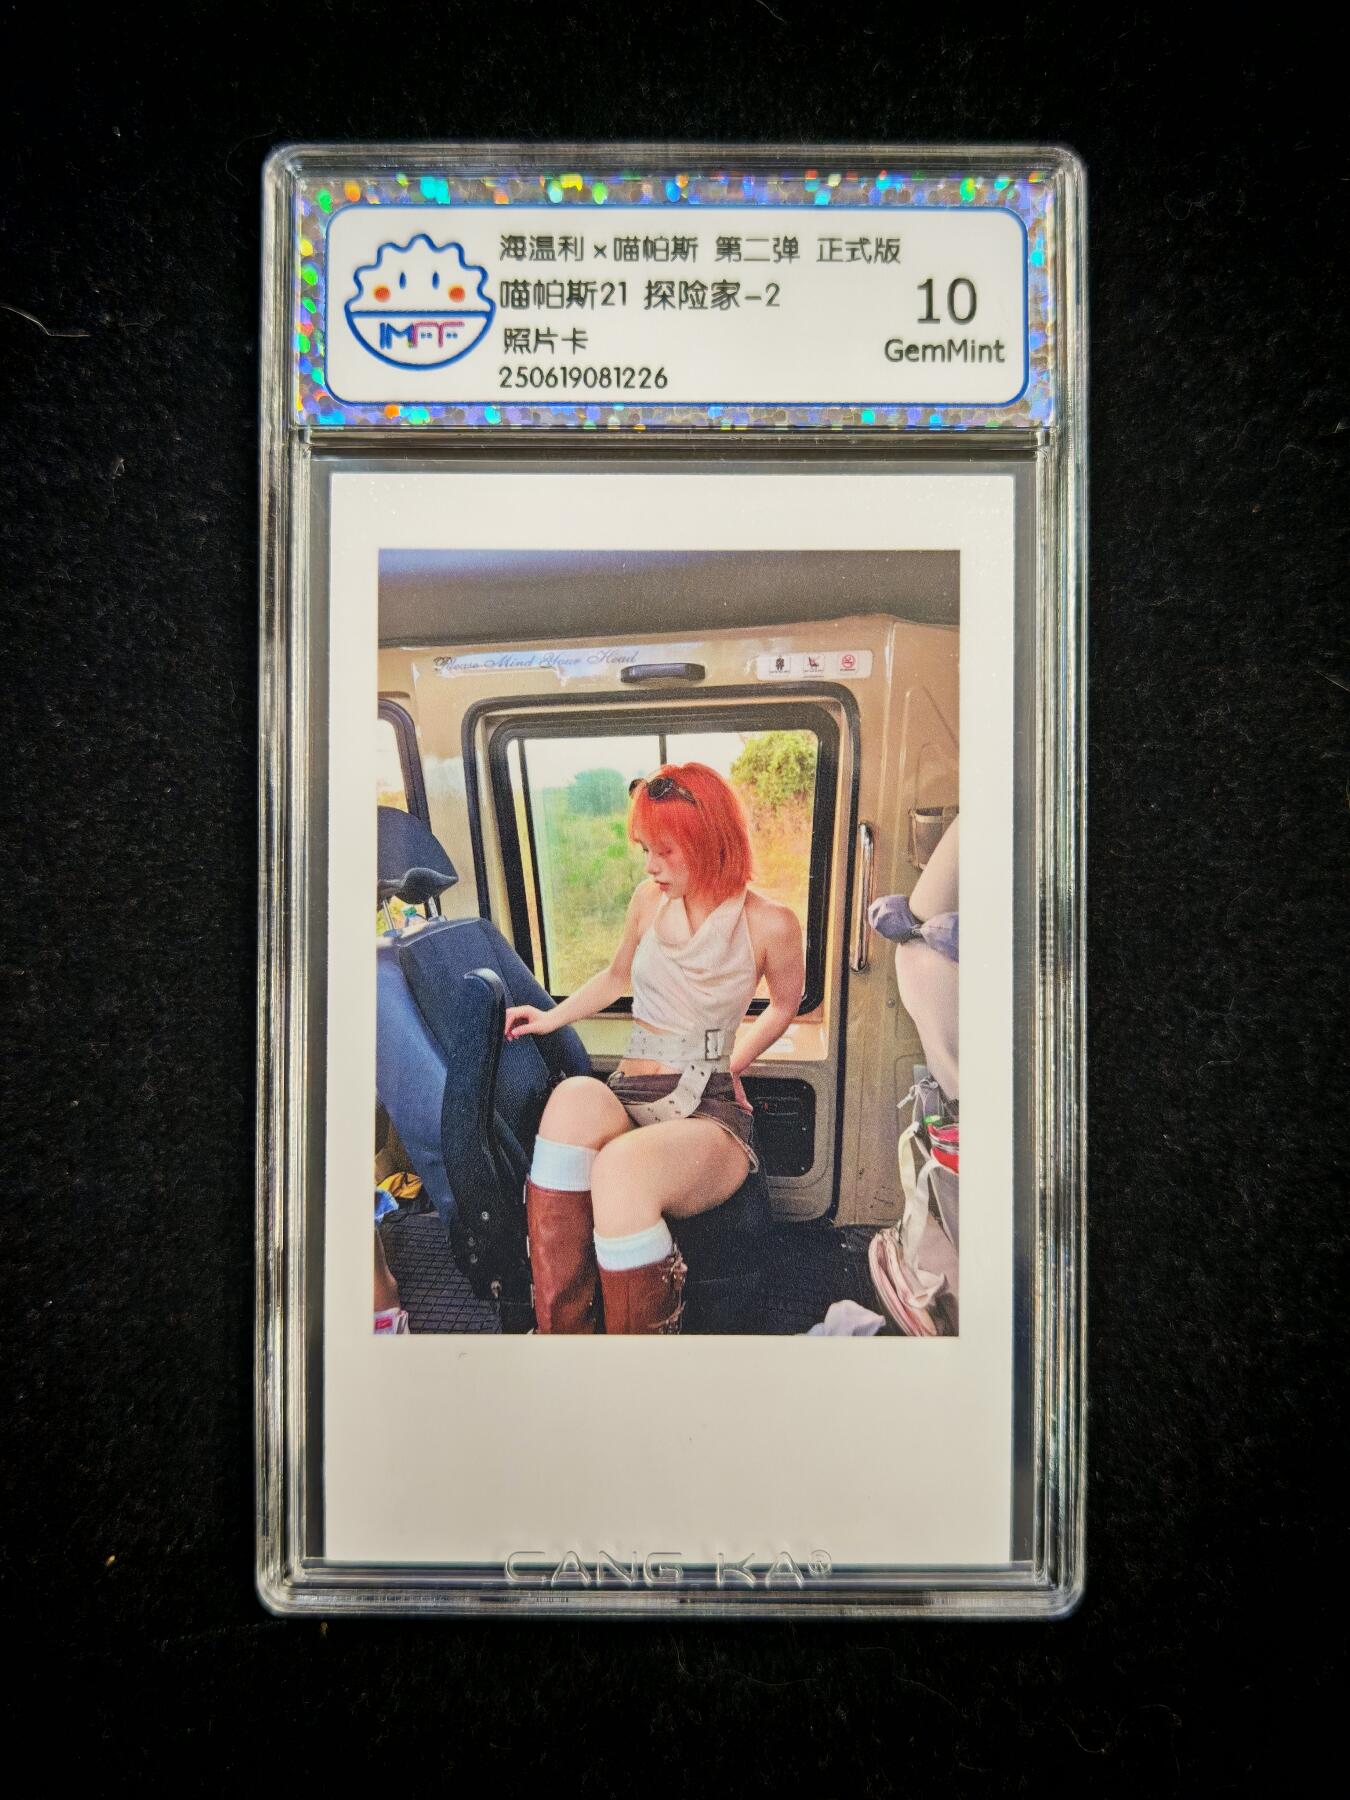 海温利×喵帕斯 第二弹 正式版
喵帕斯21 探险家-2
照片卡
250619081226
10
GemMint
IMFF
Please Mind Your Head
CANG KA®